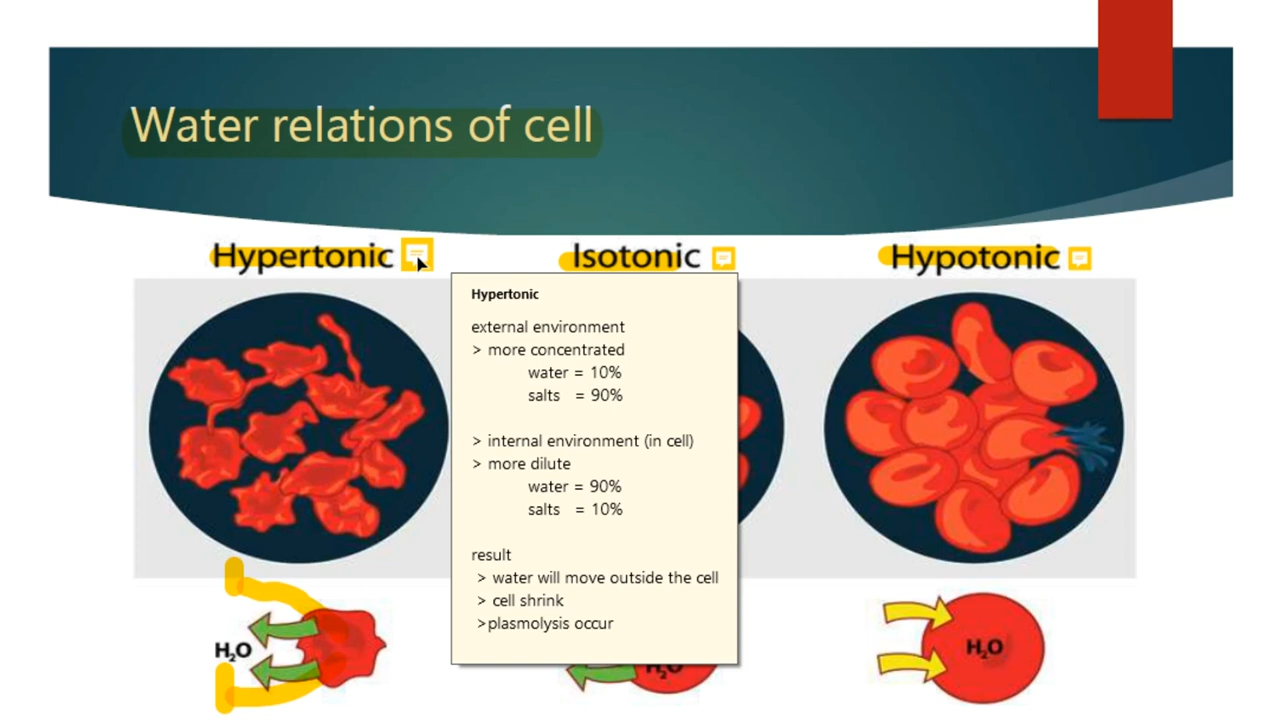 Water relations of cell
Hypertonic
Isotonic
Hypotonic
Hypertonic
external environment
> more concentrated
water = 10%
salts = 90%
> internal environment (in cell)
> more dilute
water = 90%
salts = 10%
result
> water will move outside the cell
> cell shrink
>plasmolysis occur
H₂O
H₂O
H₂O